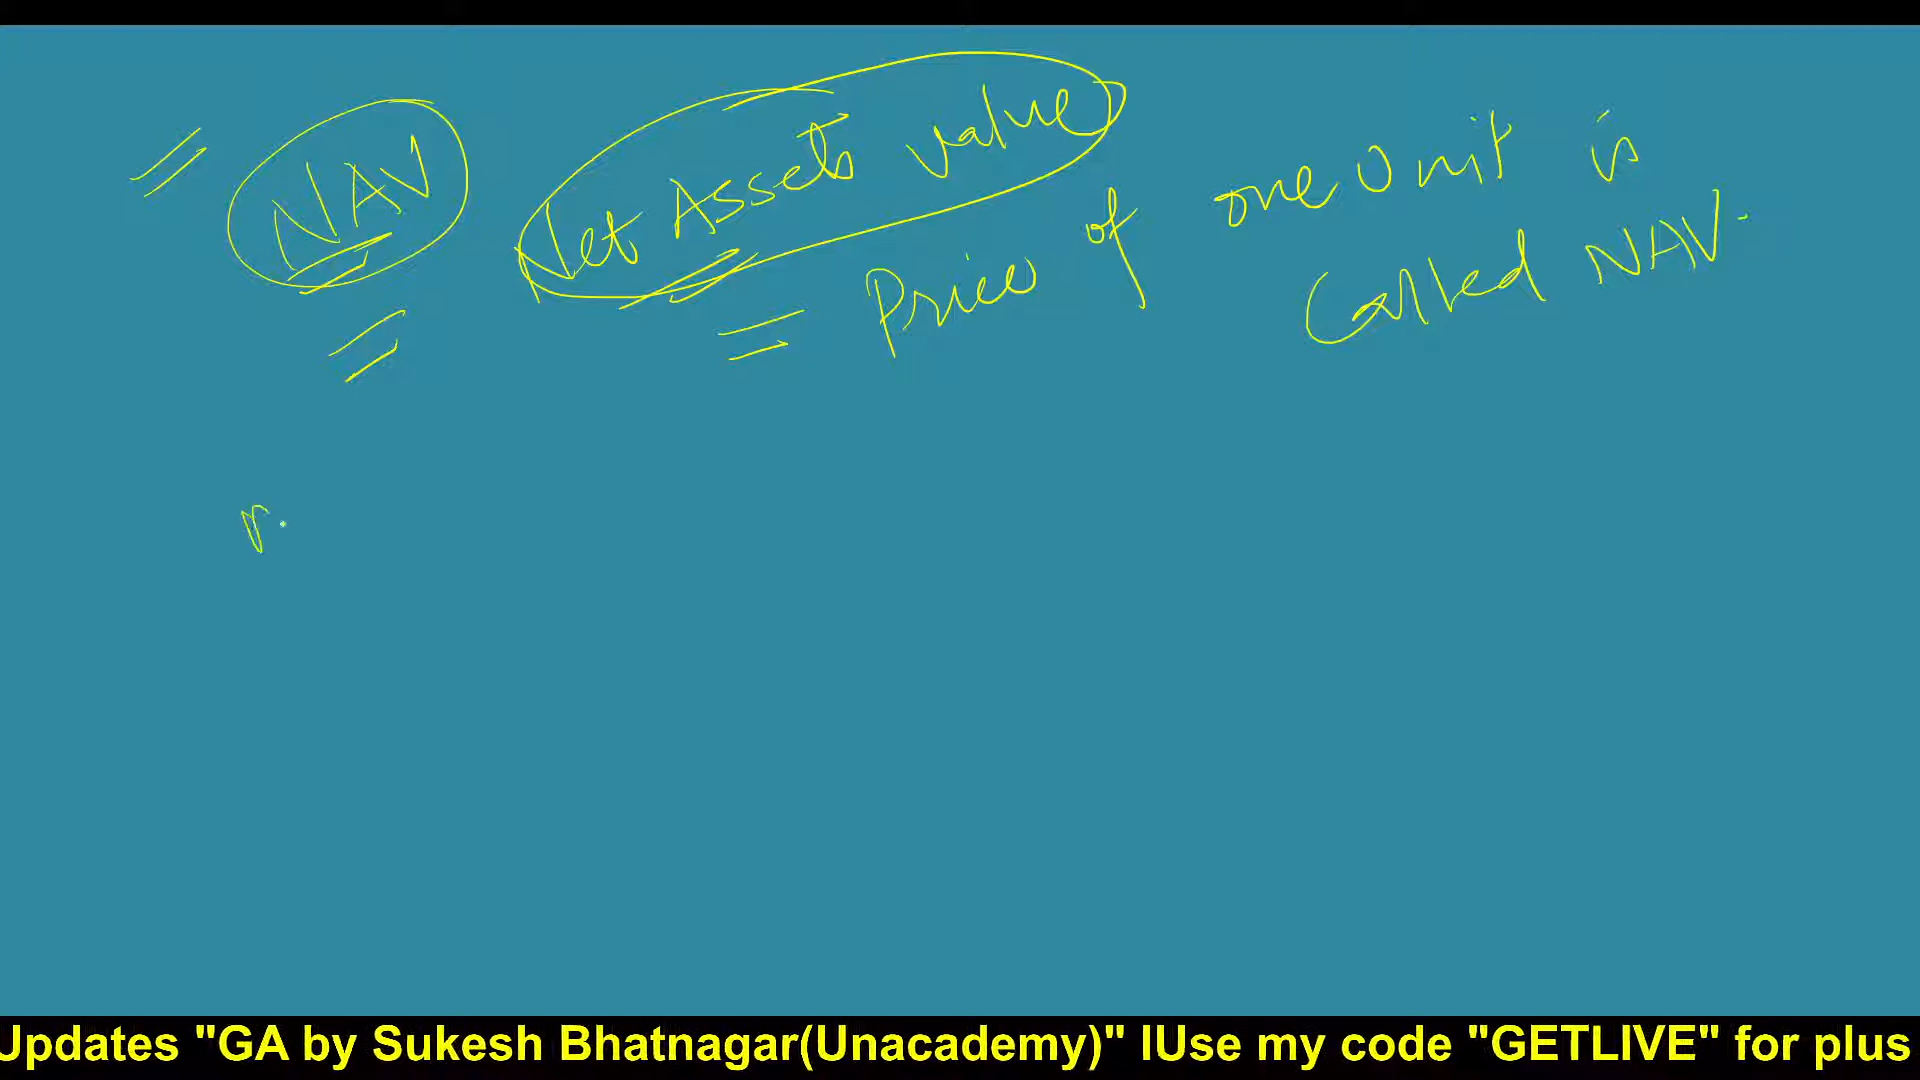 = NAV Net Assets value
= Price of one Unit is
called NAV.
Updates "GA by Sukesh Bhatnagar(Unacademy)" IUse my code "GETLIVE" for plus